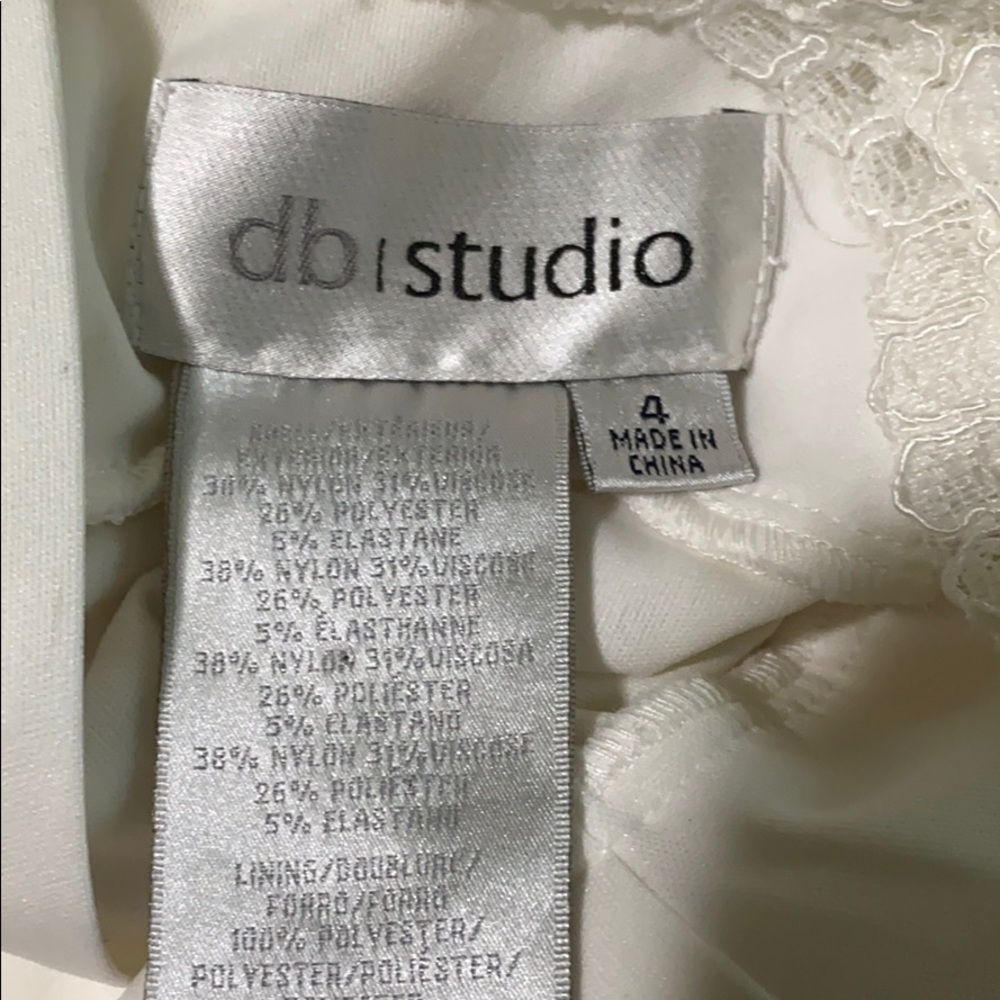 db|studio
4
MADE IN
CHINA
EXTERIOR/EXTERIOR
38% NYLON 31% VISCOSE
26% POLYESTER
5% ELASTANE
38% NYLON 31% VISCOSE
26% POLYESTER
5% ELASTHANNE
38% NYLON 31% VISCOSA
26% POLIÉSTER
5% ELASTANO
38% NYLON 31% VISCOSE
26% POLIESTER
5% ELASTANO
LINING/DOUBLURE/
FORRO/FORRO
100% POLYESTER/
POLYESTER/POLIÉSTER/